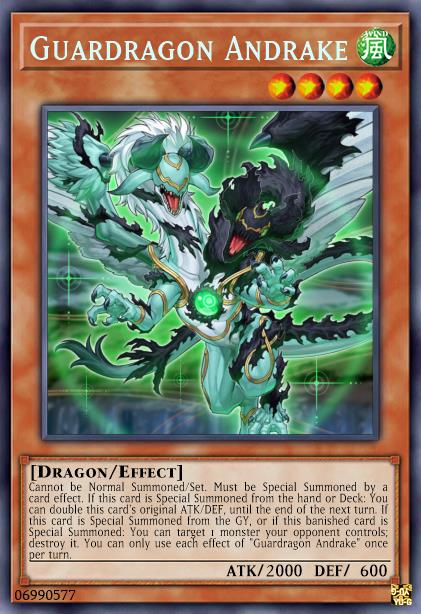 GUARDRAGON ANDRAKE
WIND
風
[DRAGON/EFFECT]
Cannot be Normal Summoned/Set. Must be Special Summoned by a
card effect. If this card is Special Summoned from the hand or Deck: You
can double this card's original ATK/DEF, until the end of the next turn. If
this card is Special Summoned from the GY, or if this banished card is
Special Summoned: You can target 1 monster your opponent controls;
destroy it. You can only use each effect of "Guardragon Andrake" once
per turn.
ATK/2000 DEF/ 600
06990577